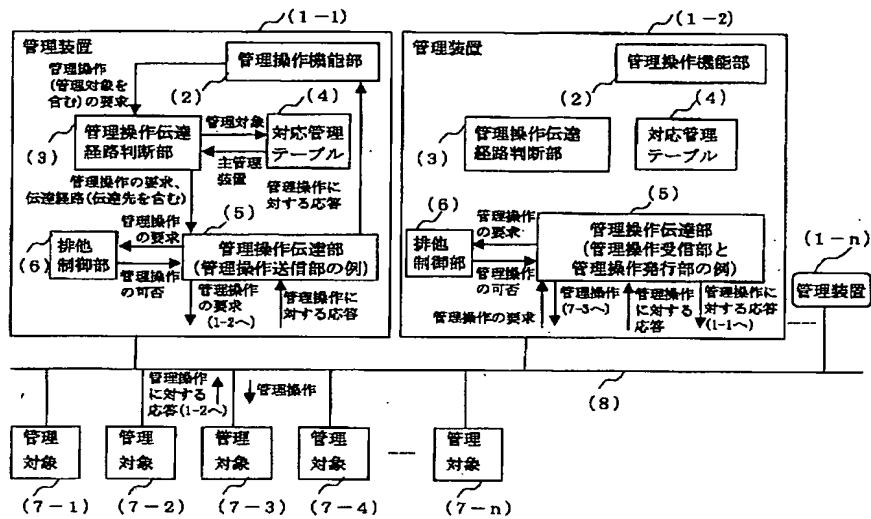 (1-1)
管理装置
管理操作
(管理対象を
含む)の要求
管理操作機能部
(2)
(4)
(3)
管理操作伝達
経路判断部
管理対象
主管理
装置
対応管理
テーブル
管理操作の要求、
伝達経路(伝達先を含む)
管理操作に
対する応答
(5)
(6)
排他
制御部
管理操作
の要求
管理操作
の可否
管理操作伝達部
(管理操作送信部の例)
管理操作
の要求
(1-2へ)
管理操作に
対する応答
(1-2)
管理装置
管理操作機能部
(2)
(4)
(3)
管理操作伝達
経路判断部
対応管理
テーブル
(5)
(6)
排他
制御部
管理操作
の要求
管理操作
の可否
管理操作伝達部
(管理操作受信部と
管理操作発行部の例)
管理操作の要求
管理操作
(7-3へ)
管理操作
に対する
応答
管理操作に
対する応答
(1-1へ)
(1-n)
管理装置
(8)
管理操作
に対する
応答(1-2へ)
管理操作
管理
対象
管理
対象
管理
対象
管理
対象
管理
対象
(7-1)
(7-2)
(7-3)
(7-4)
(7-n)